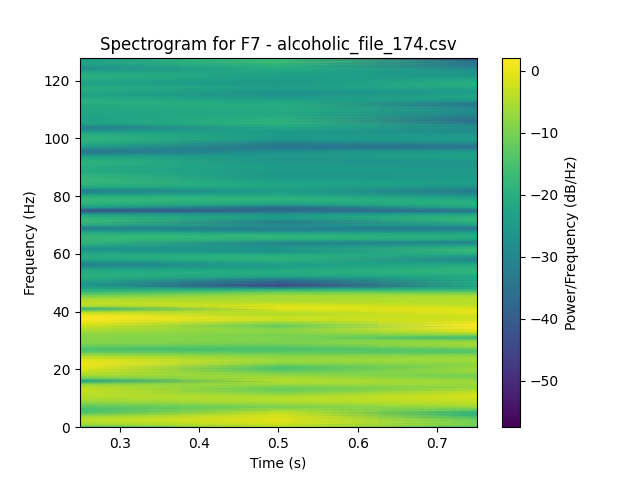 Spectrogram for F7 - alcoholic_file_174.csv
120
100
80
60
40
20
0
Frequency (Hz)
0.3 0.4 0.5 0.6 0.7
Time (s)
0
−10
−20
−30
−40
−50
Power/Frequency (dB/Hz)